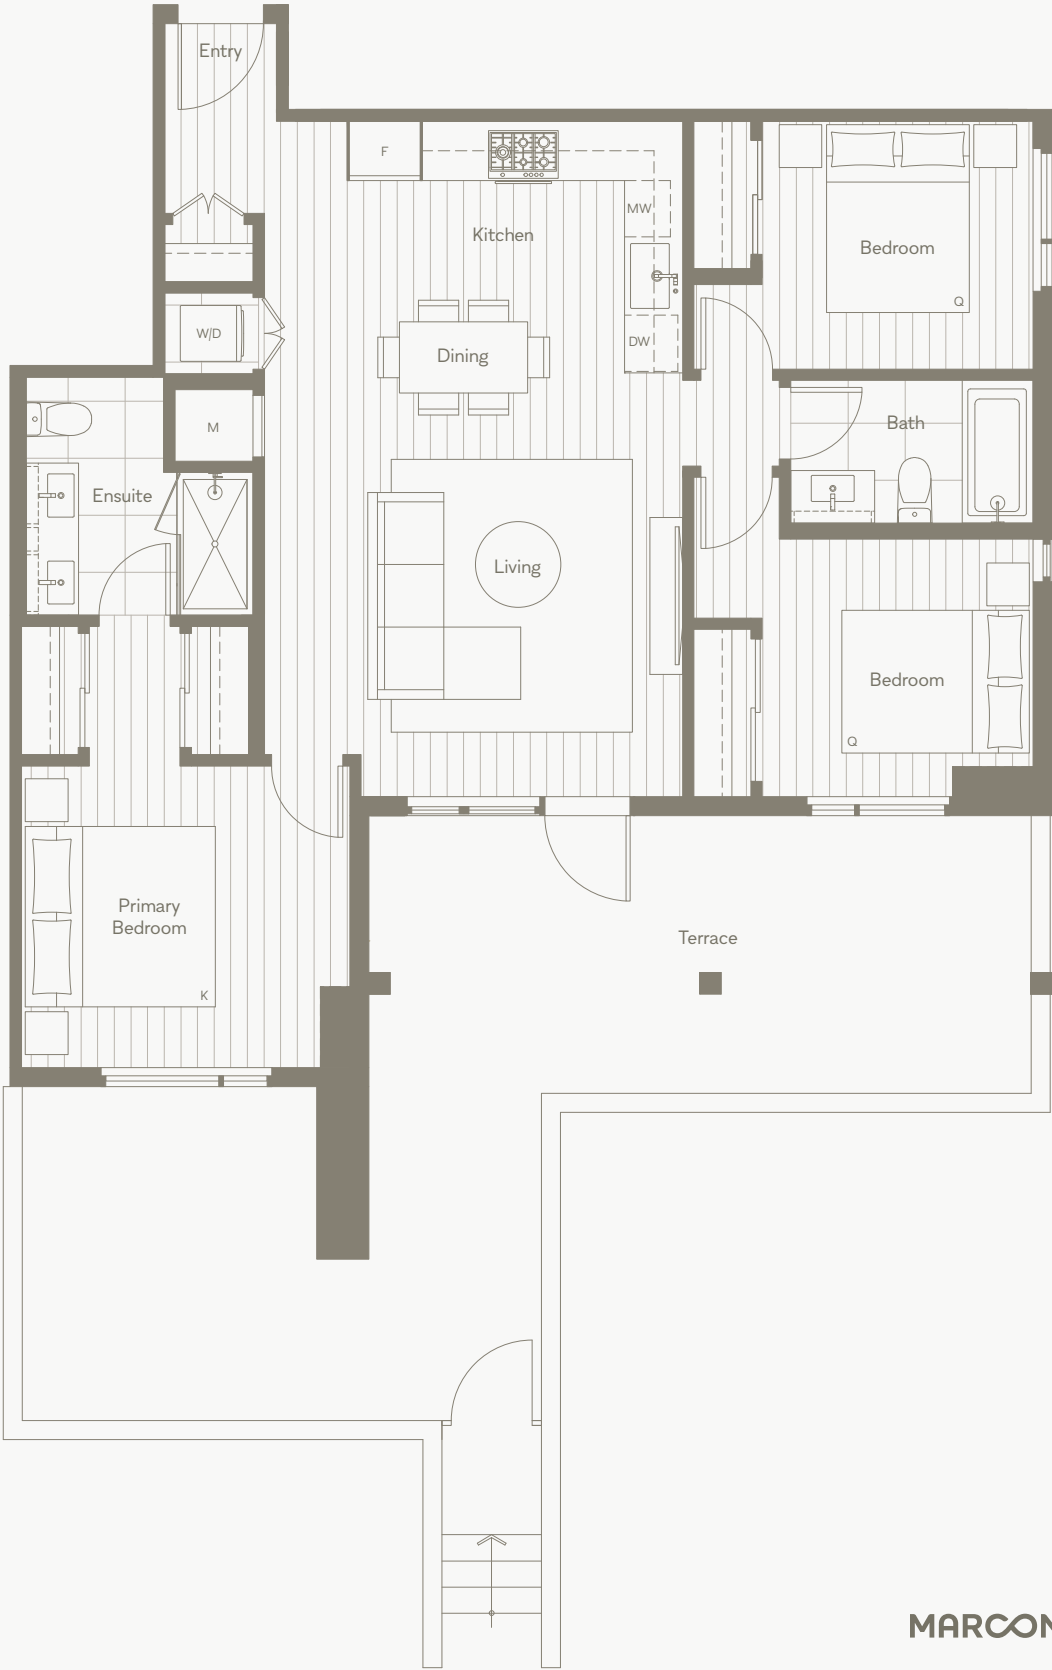 Entry
F
MW
Kitchen
Bedroom
Q
W/D
DW
Dining
M
Bath
Ensuite
Living
Bedroom
Q
Primary
Bedroom
K
Terrace
MARCON